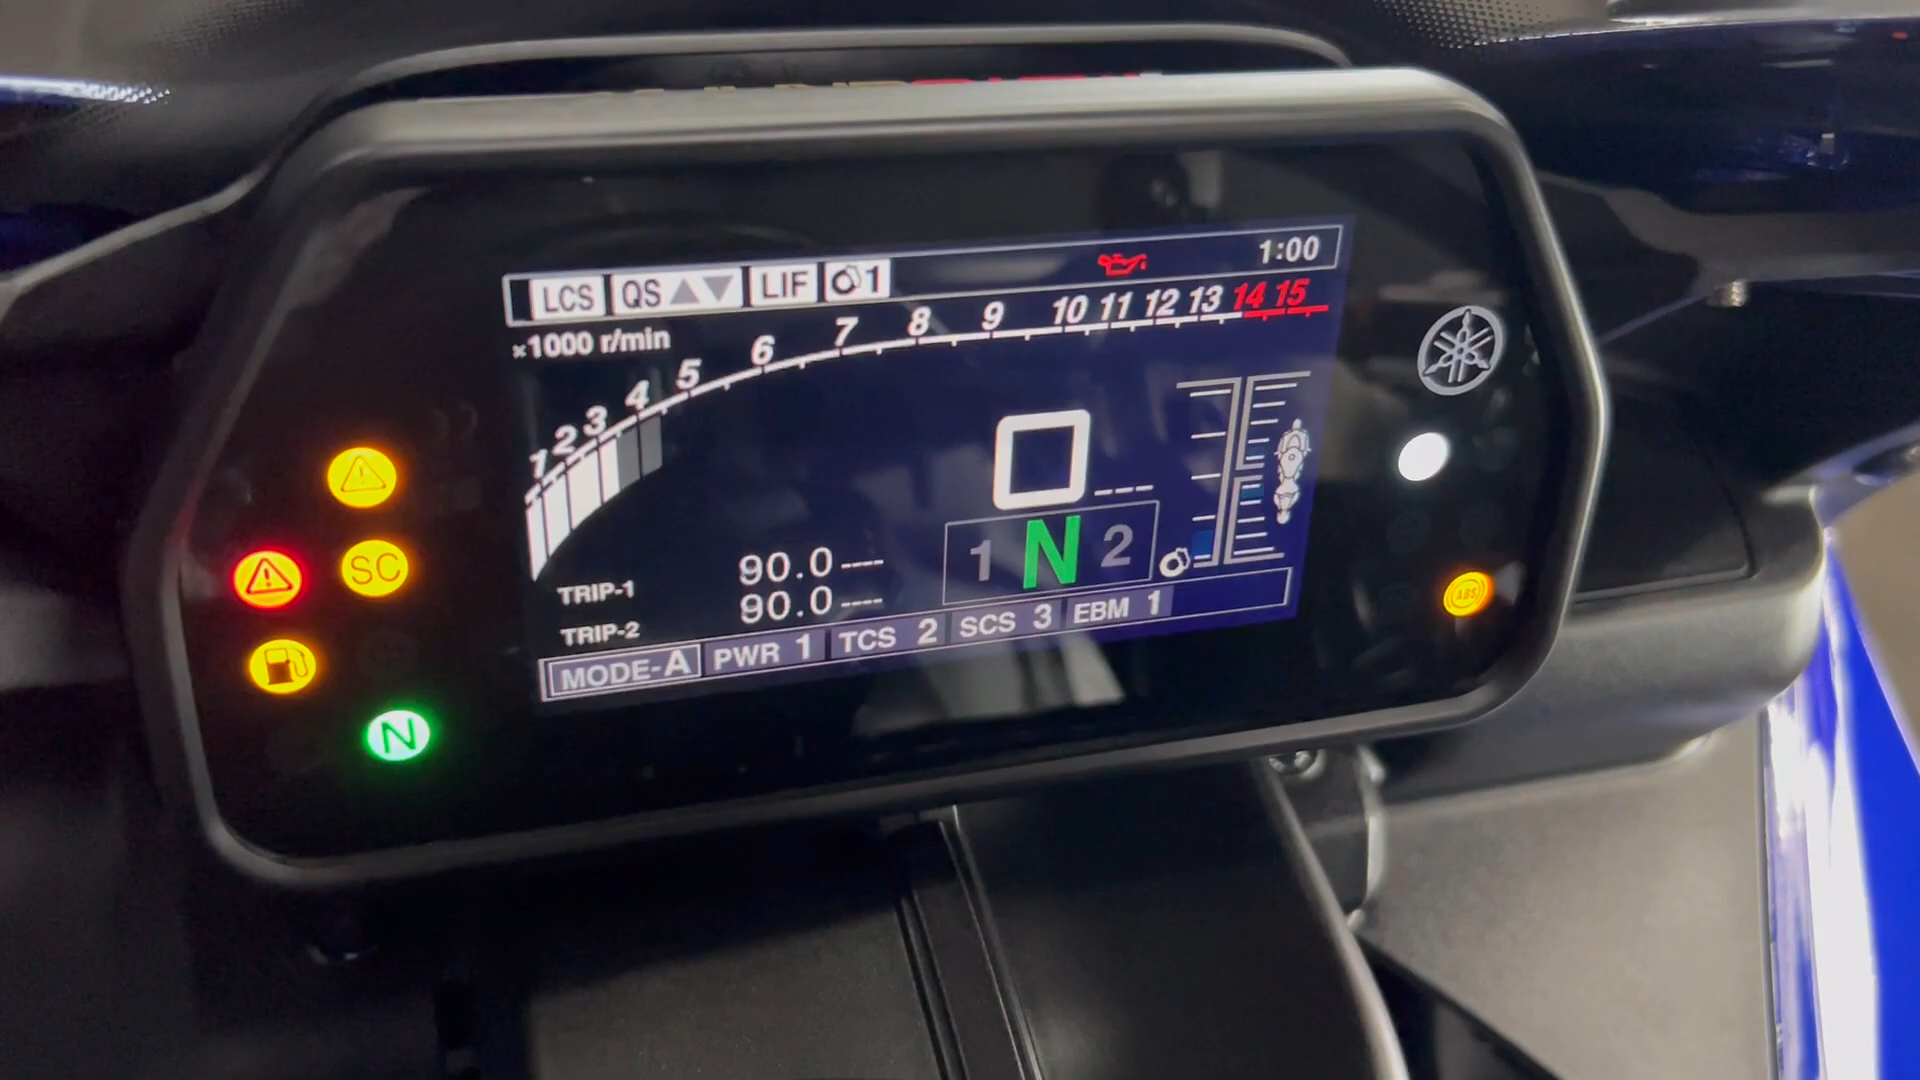 LCS QS LIF 1 1:00
×1000 r/min
1 2 3 4 5 6 7 8 9 10 11 12 13 14 15
SC
0 ---
1 N 2
TRIP-1 90.0 ----
TRIP-2 90.0 ----
MODE-A PWR 1 TCS 2 SCS 3 EBM 1
N
ABS